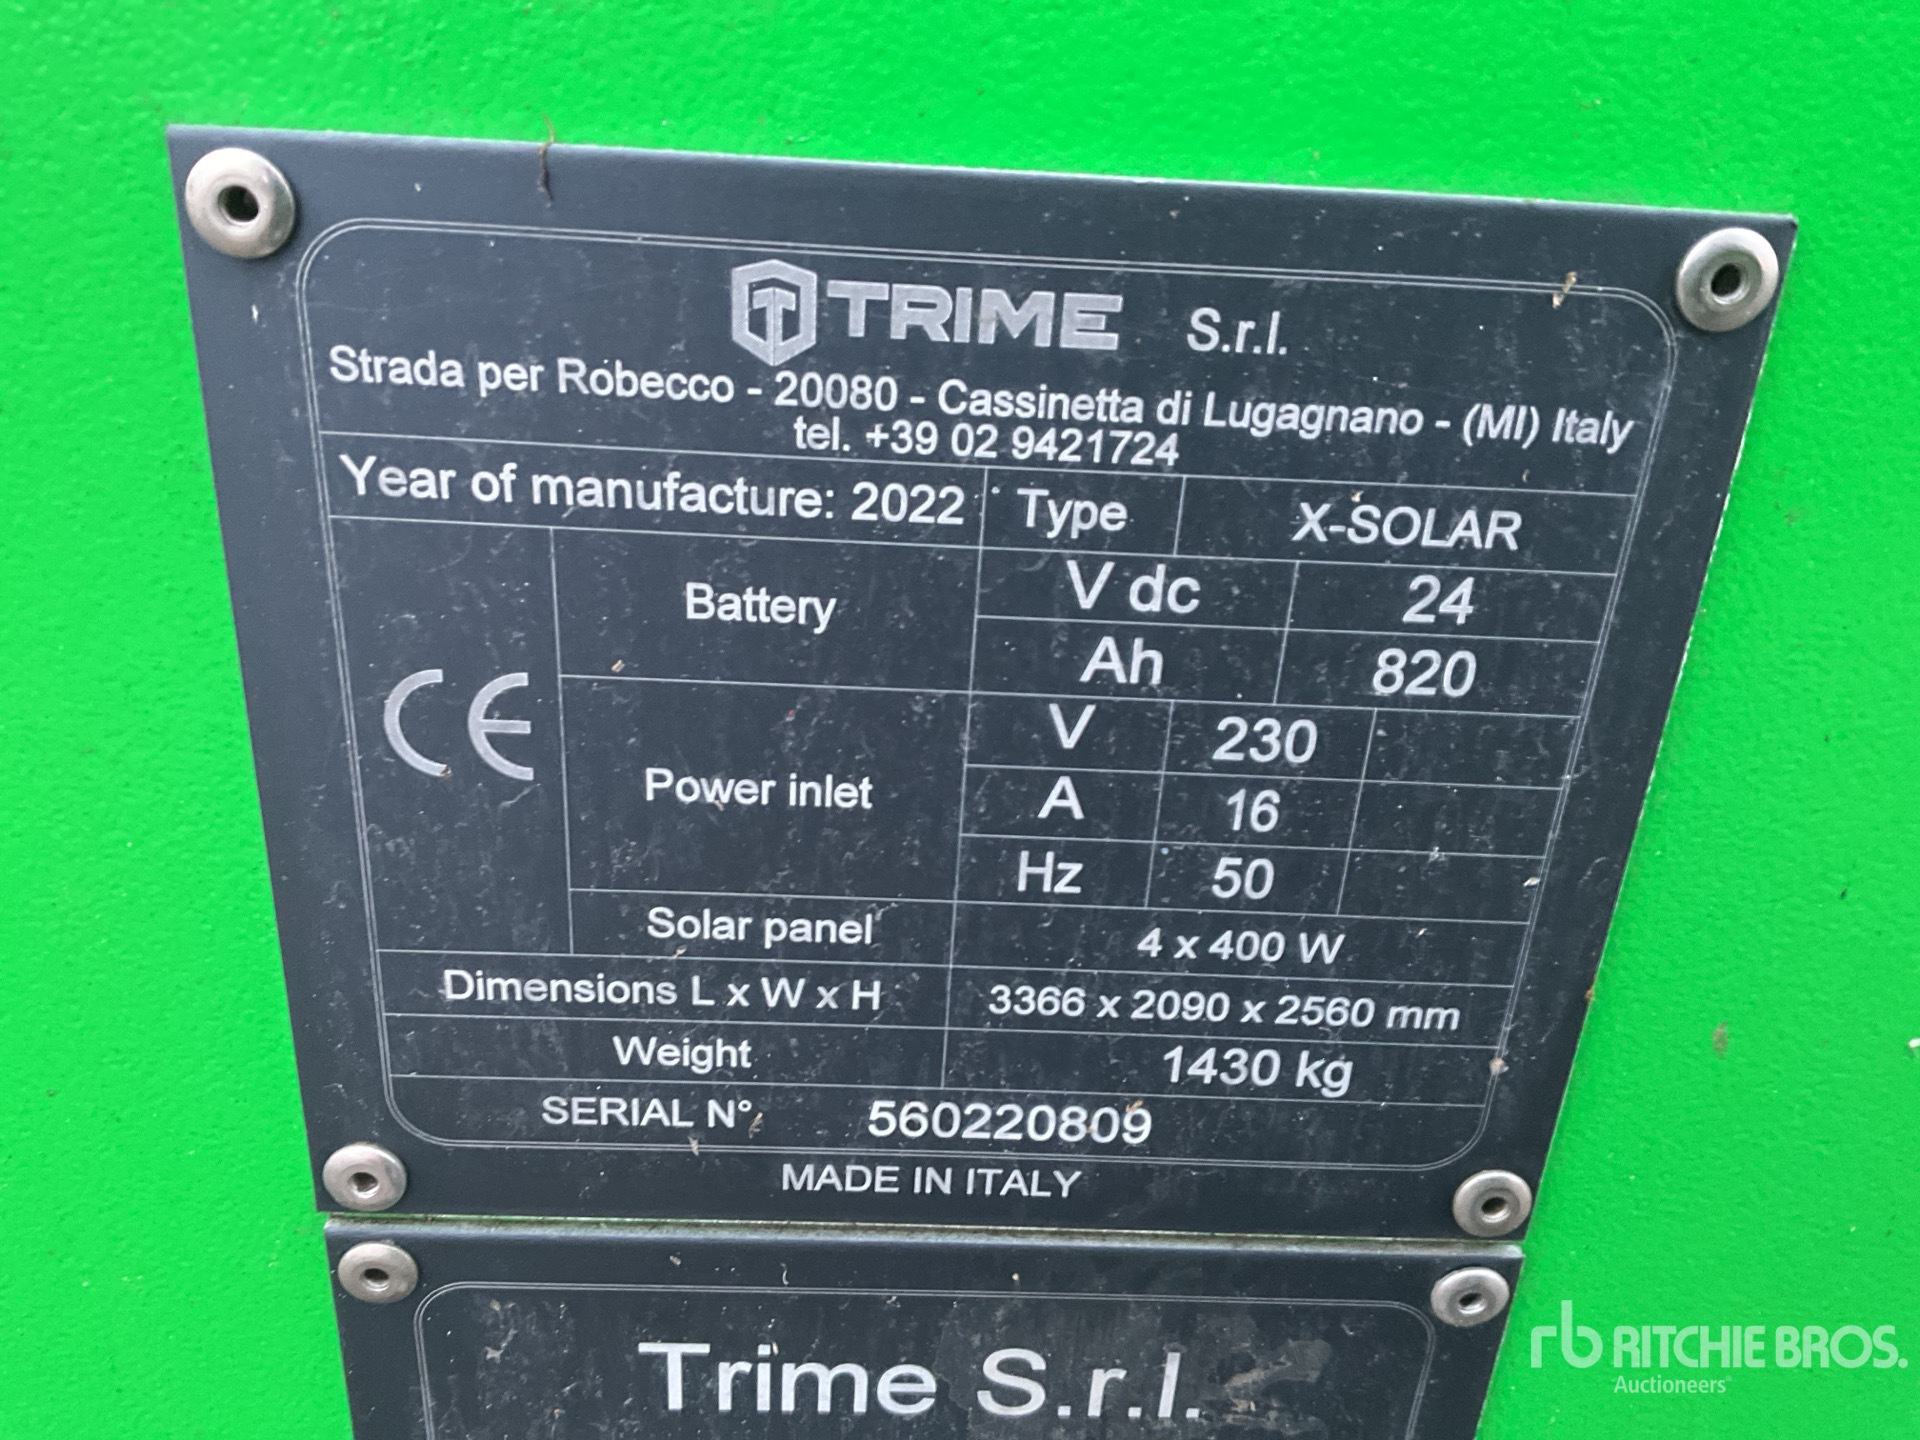 TRIME S.r.l.
Strada per Robecco - 20080 - Cassinetta di Lugagnano - (MI) Italy
tel. +39 02 9421724
Year of manufacture: 2022 Type X-SOLAR
CE
Battery V dc 24
Ah 820
Power inlet V 230
A 16
Hz 50
Solar panel 4 x 400 W
Dimensions L x W x H 3366 x 2090 x 2560 mm
Weight 1430 kg
SERIAL N° 560220809
MADE IN ITALY
Trime S.r.l.
rb RITCHIE BROS.
Auctioneers